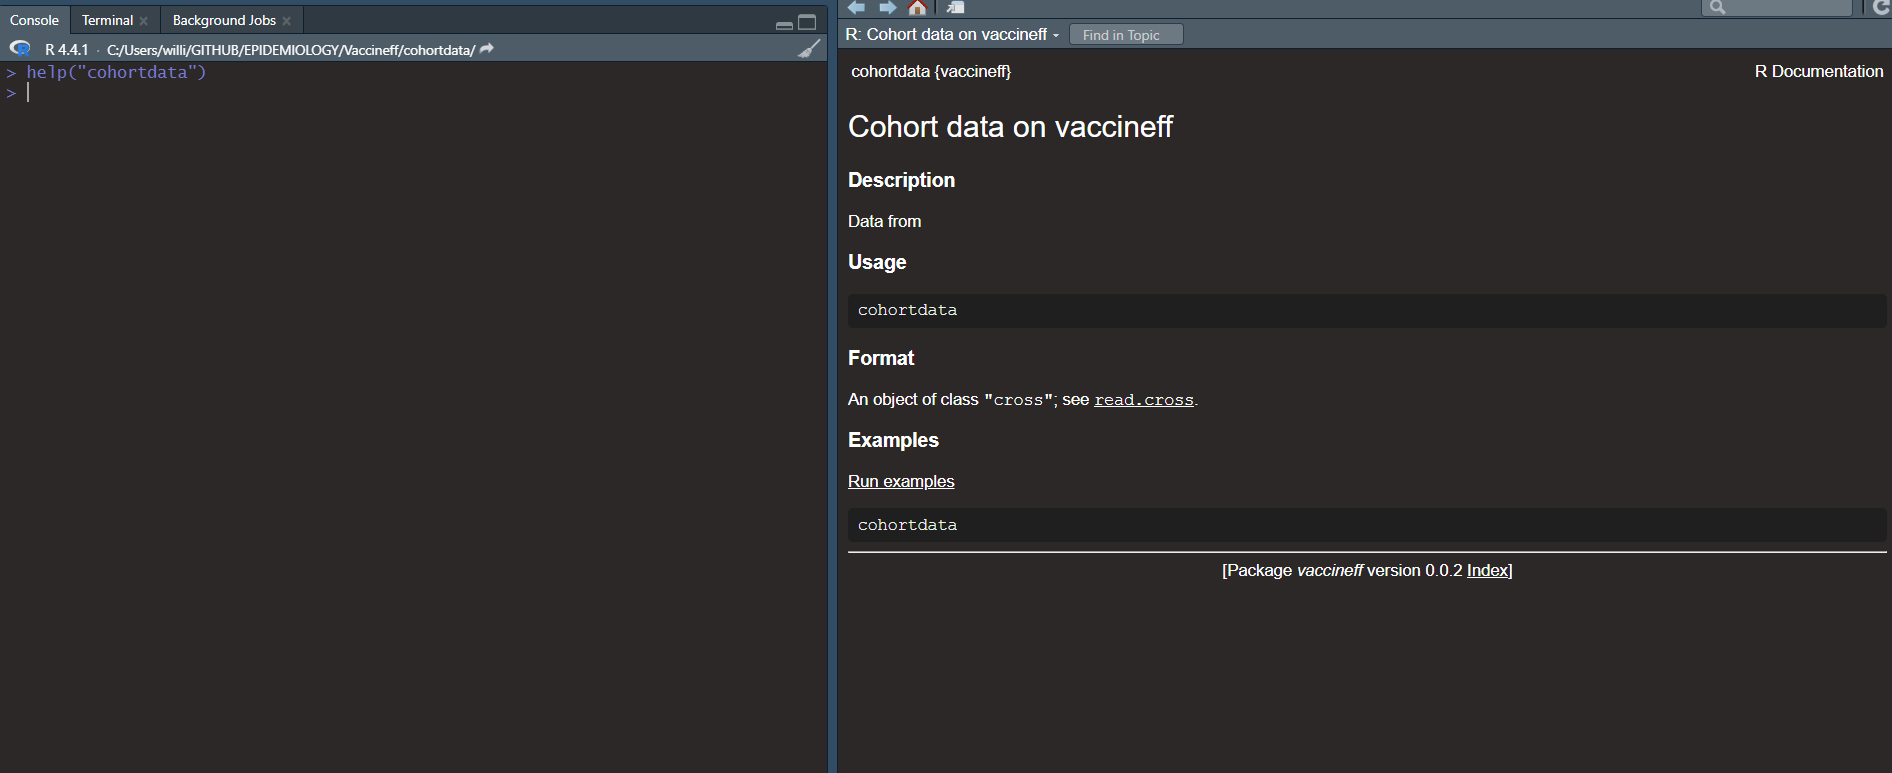 Console Terminal Background Jobs
R 4.4.1 · C:/Users/willi/GITHUB/EPIDEMIOLOGY/Vaccineff/cohortdata/
> help("cohortdata")
>
R: Cohort data on vaccineff Find in Topic
cohortdata {vaccineff} R Documentation
Cohort data on vaccineff
Description
Data from
Usage
cohortdata
Format
An object of class "cross"; see read.cross.
Examples
Run examples
cohortdata
[Package vaccineff version 0.0.2 Index]